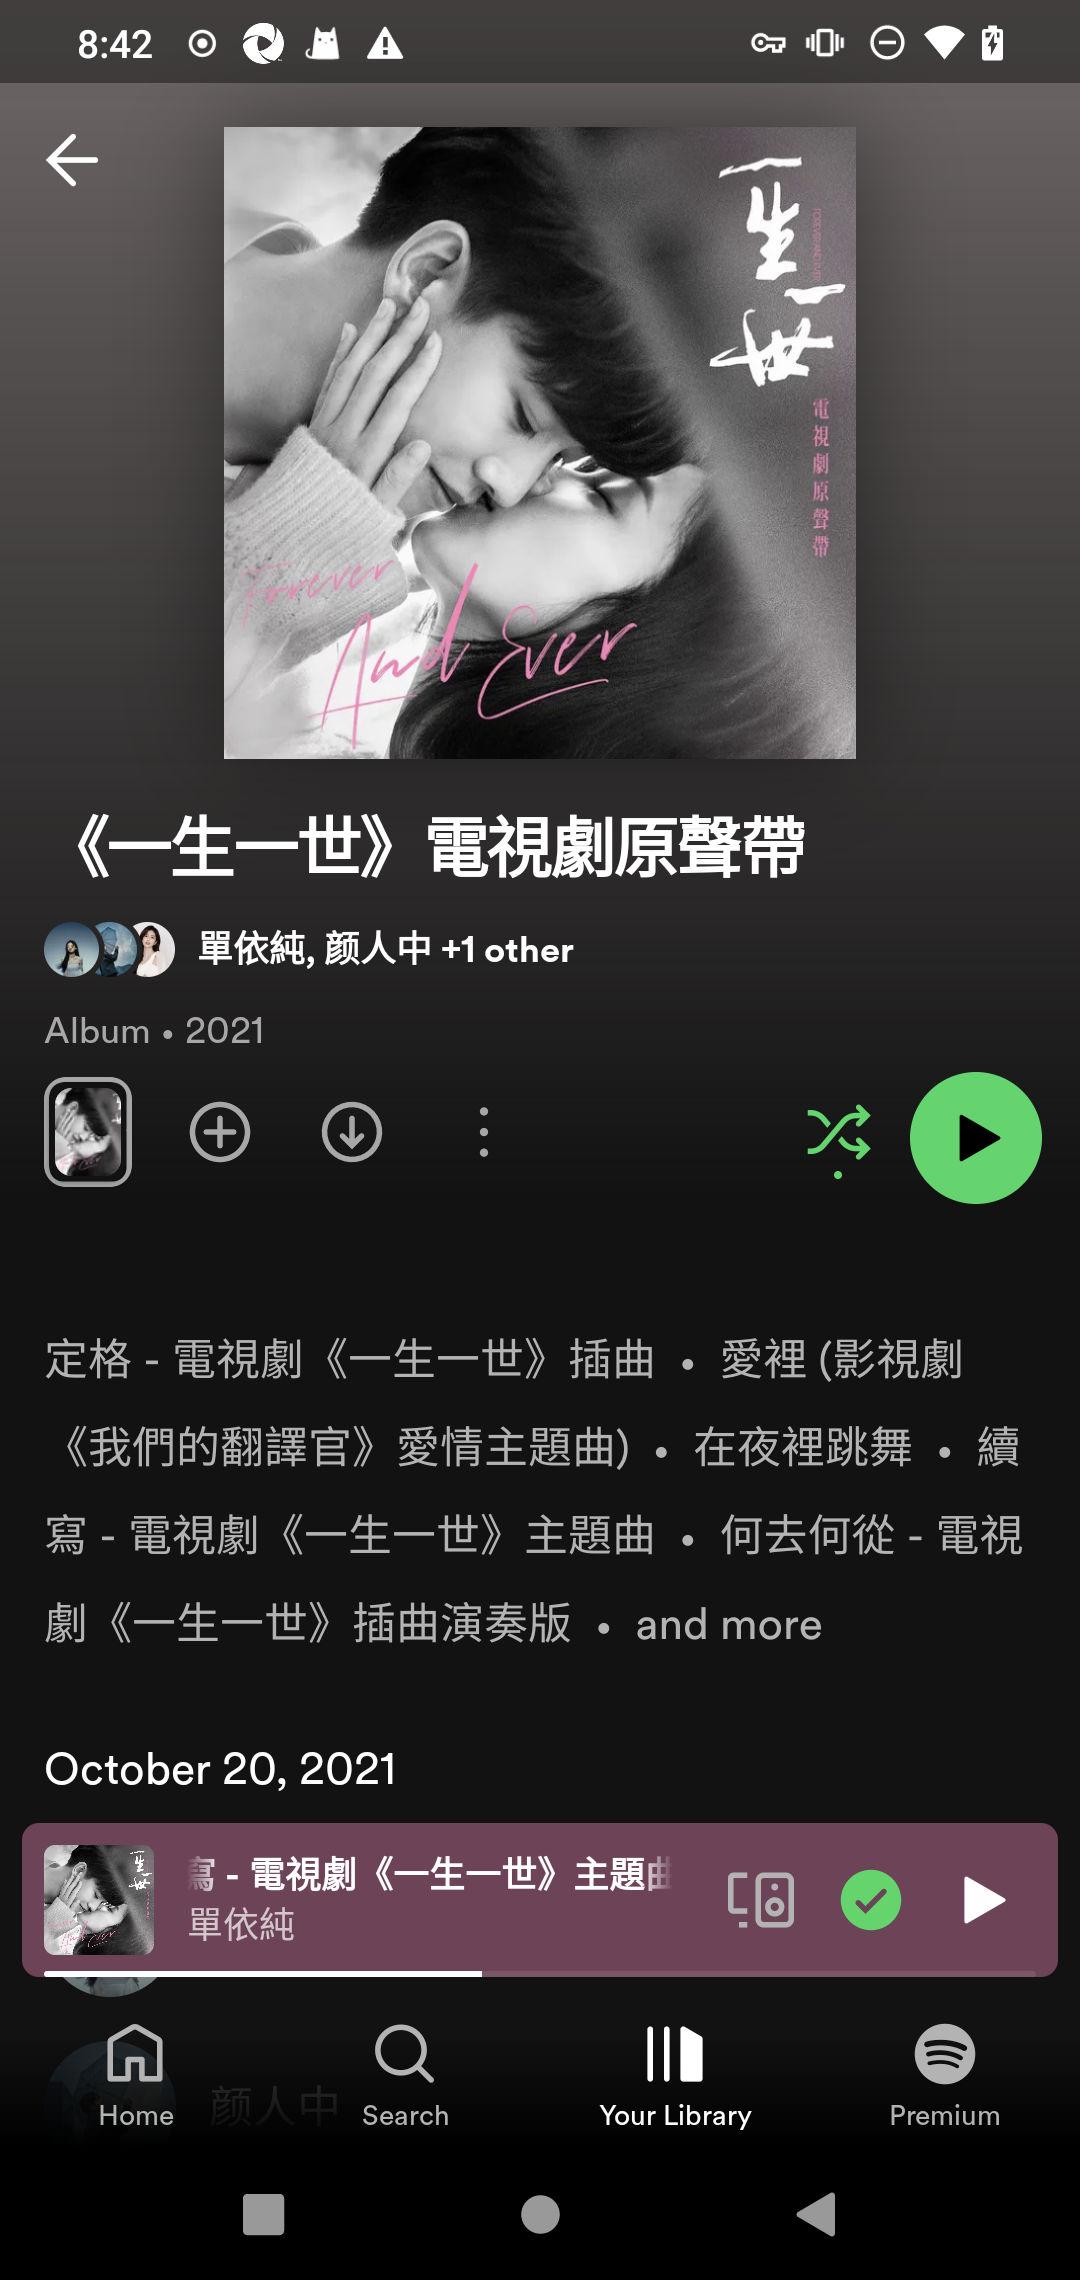 8:42
一生一世
電視劇原聲帶
Forever
And Ever
《一生一世》電視劇原聲帶
單依純, 颜人中 +1 other
Album • 2021
定格 - 電視劇《一生一世》插曲 • 愛裡 (影視劇
《我們的翻譯官》愛情主題曲) • 在夜裡跳舞 • 續
寫 - 電視劇《一生一世》主題曲 • 何去何從 - 電視
劇《一生一世》插曲演奏版 • and more
October 20, 2021
寫 - 電視劇《一生一世》主題曲
單依純
颜人中
Home
Search
Your Library
Premium